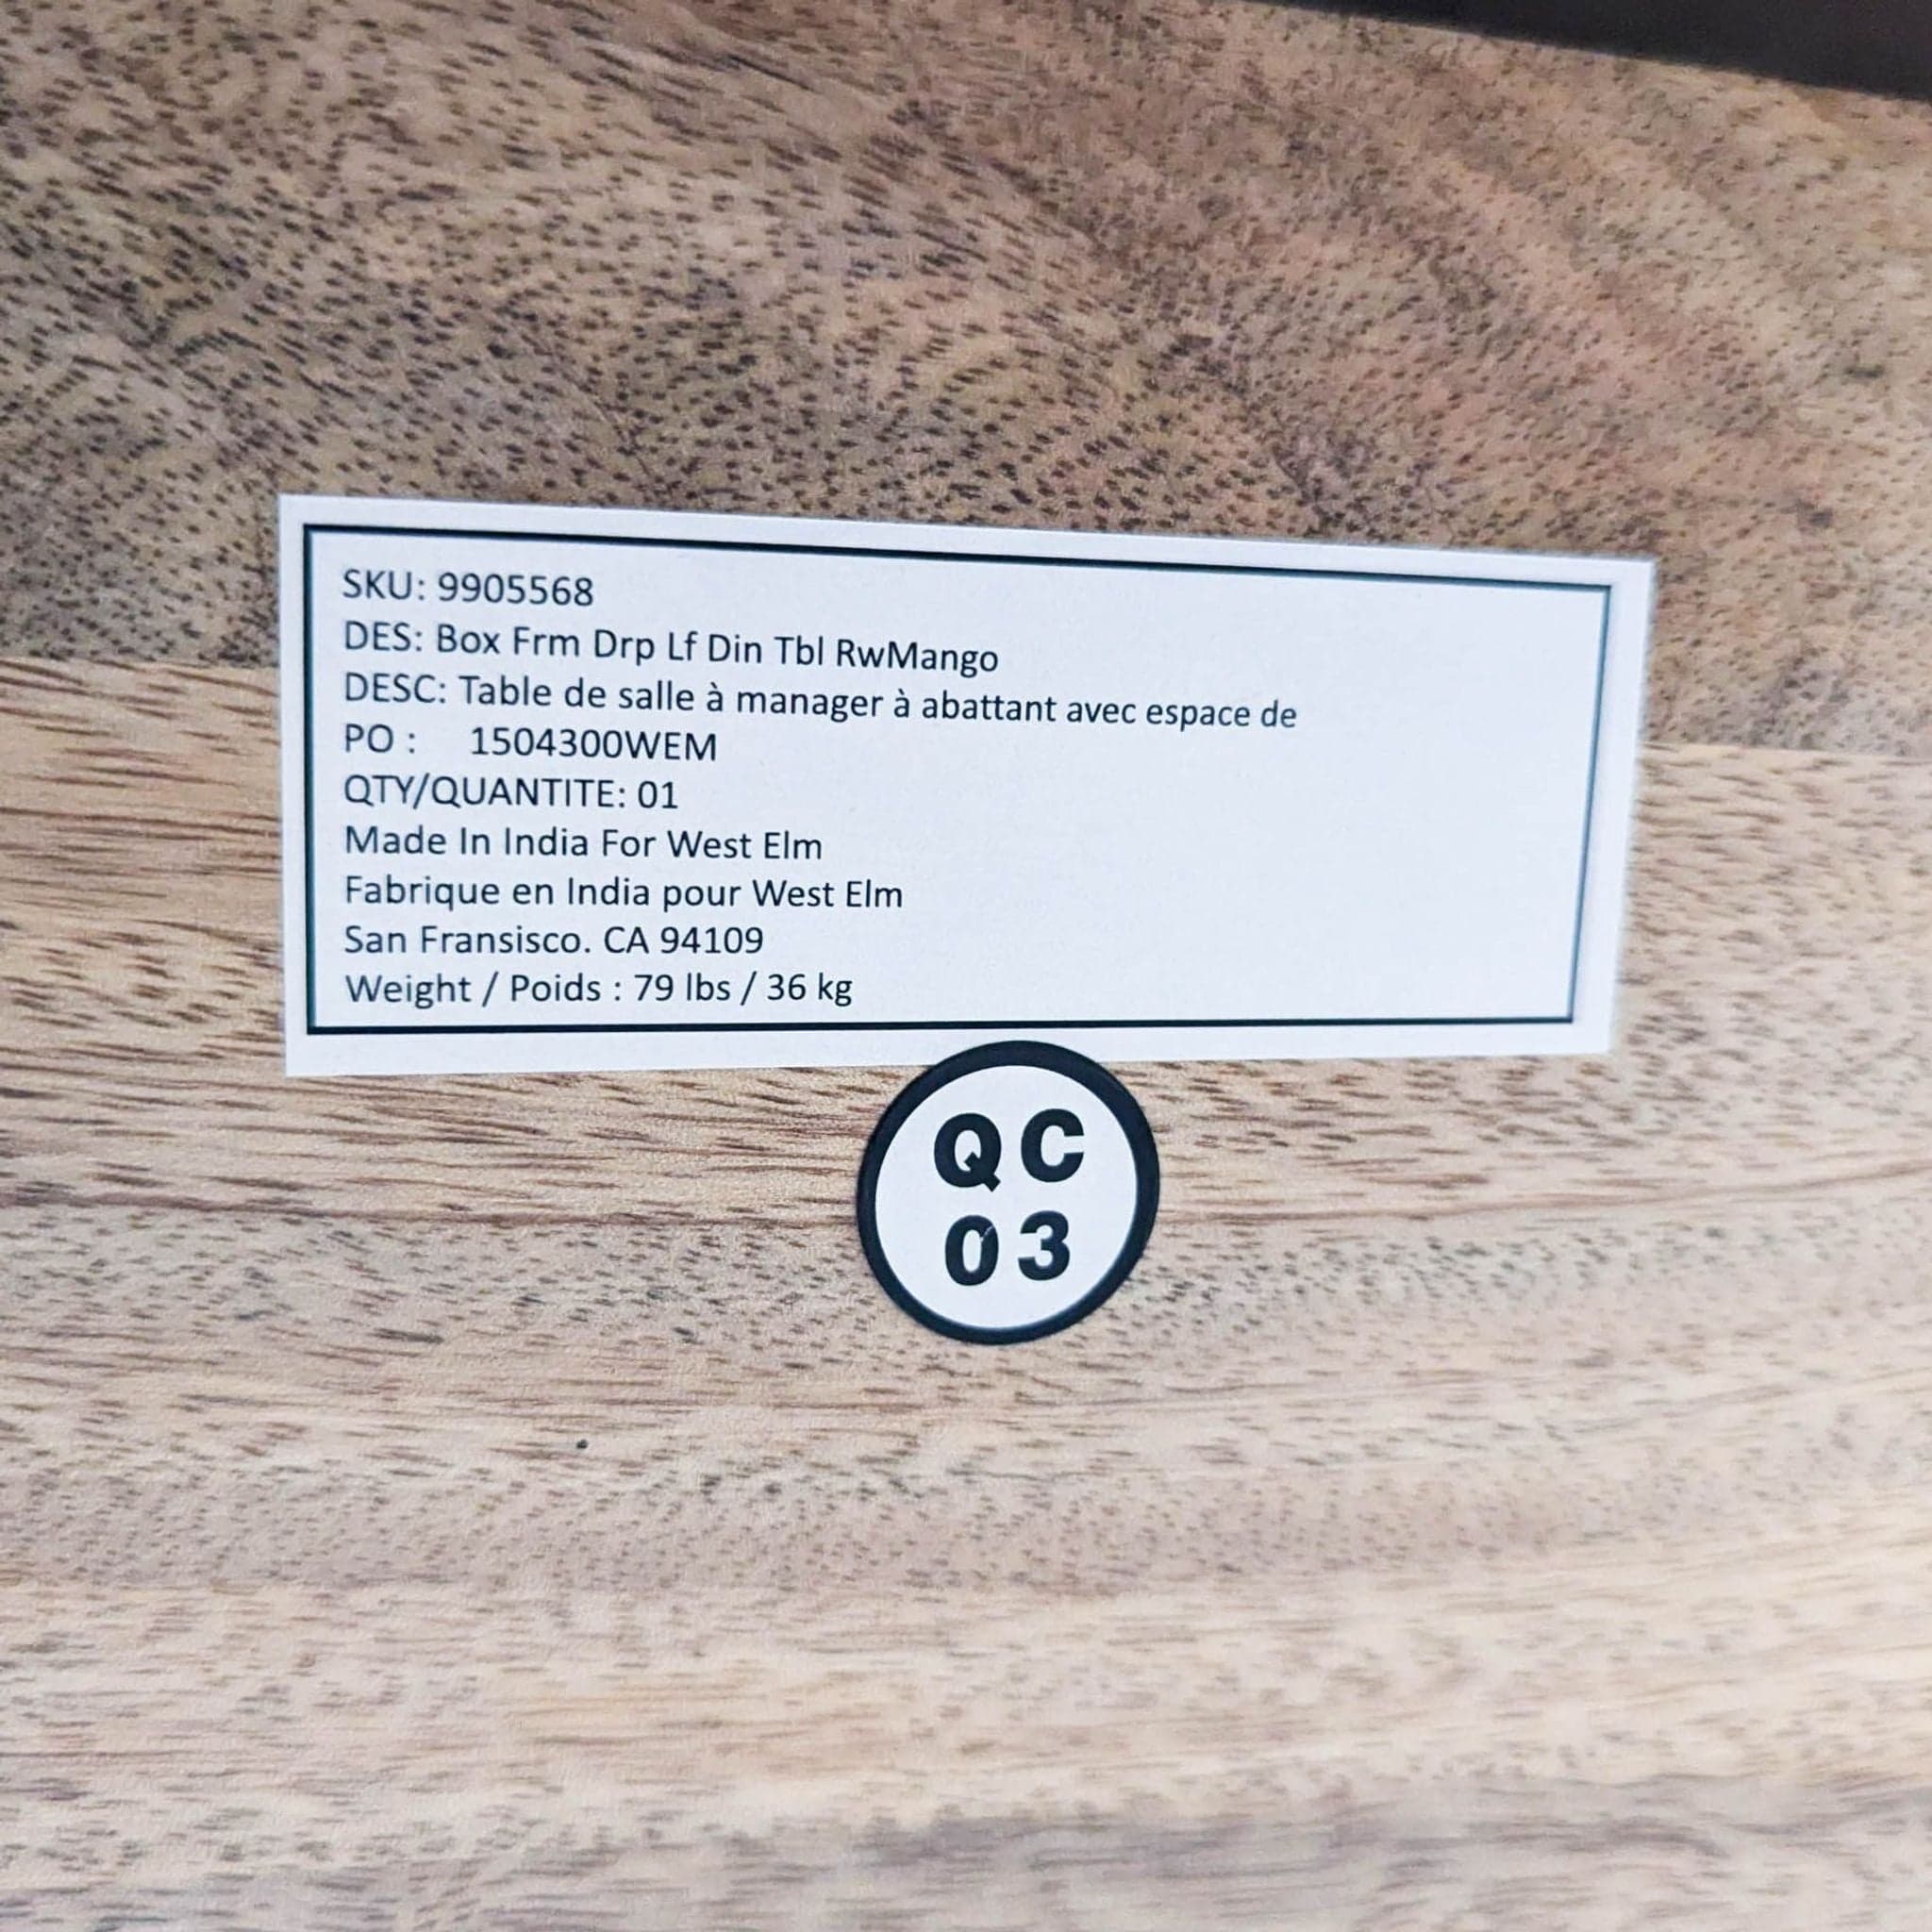 SKU: 9905568
DES: Box Frm Drp Lf Din Tbl RwMango
DESC: Table de salle à manager à abattant avec espace de
PO : 1504300WEM
QTY/QUANTITE: 01
Made In India For West Elm
Fabrique en India pour West Elm
San Fransisco. CA 94109
Weight / Poids : 79 lbs / 36 kg
QC
03